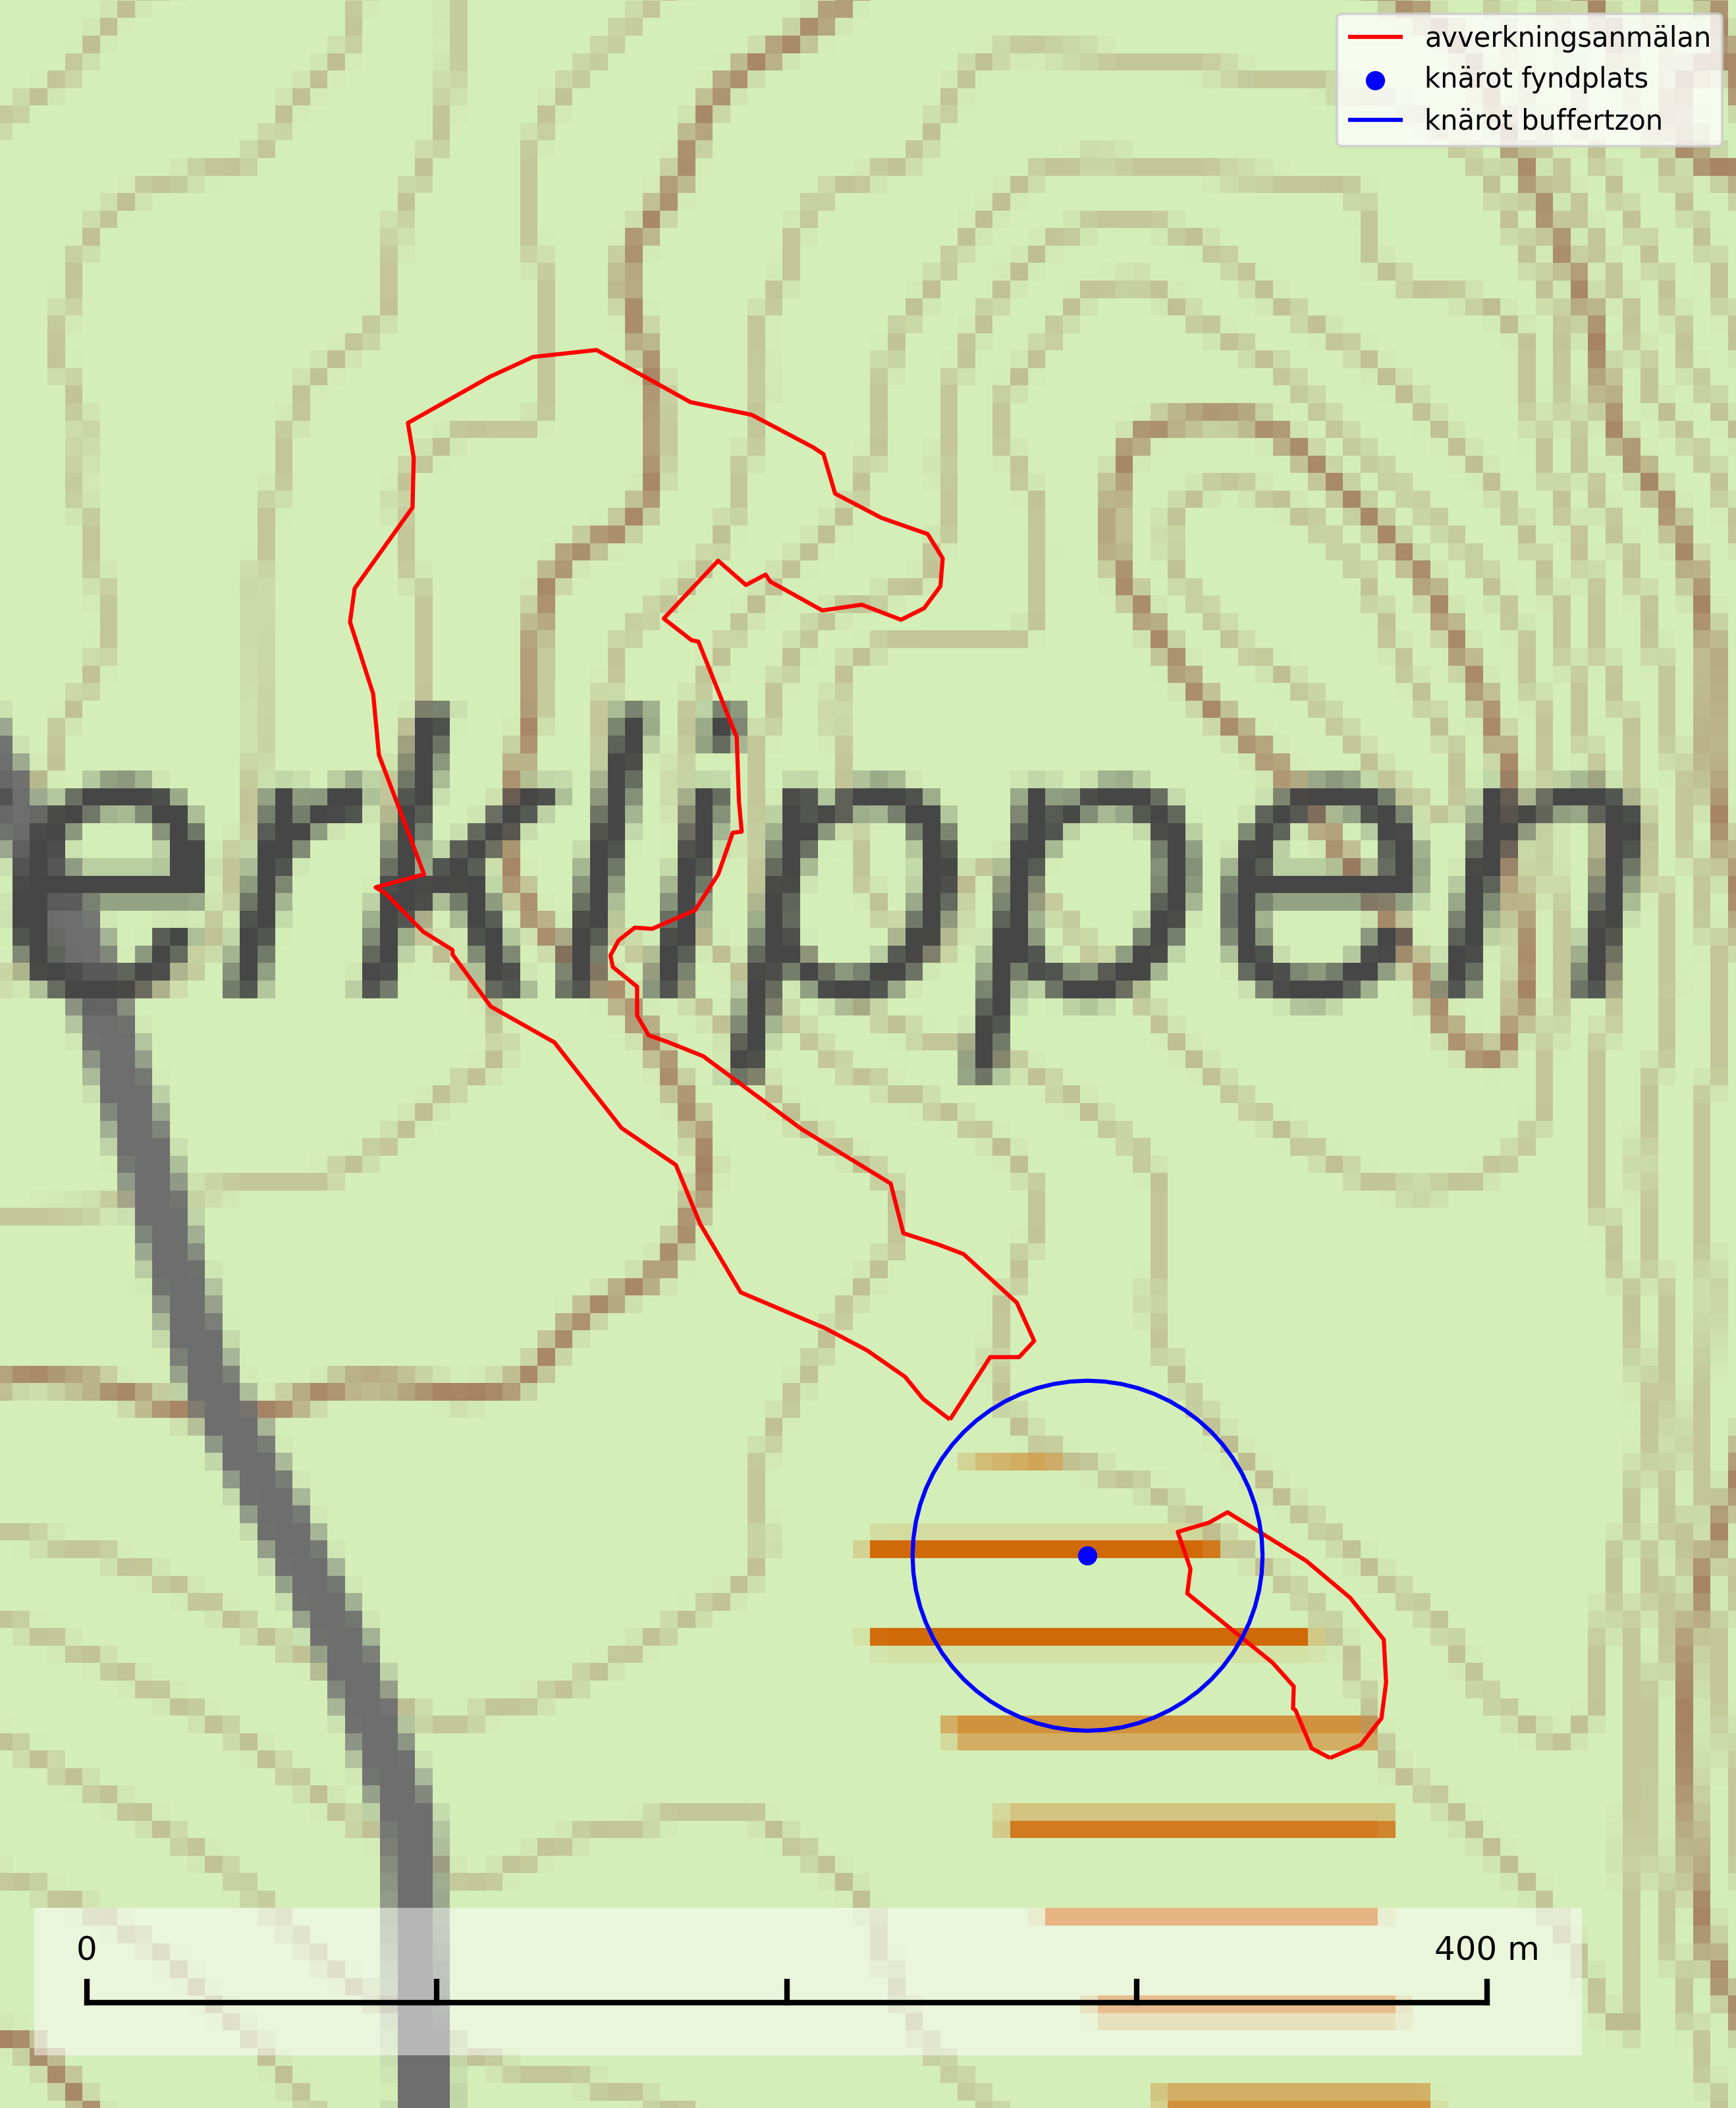 avverkningsanmälan
knärot fyndplats
knärot buffertzon
erklippen
0 400 m